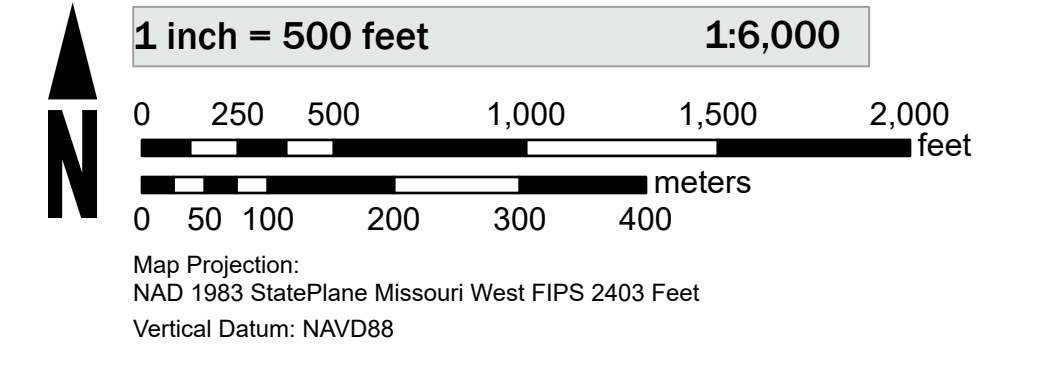 N
1 inch = 500 feet 1:6,000
0 250 500 1,000 1,500 2,000
feet
meters
0 50 100 200 300 400
Map Projection:
NAD 1983 StatePlane Missouri West FIPS 2403 Feet
Vertical Datum: NAVD88